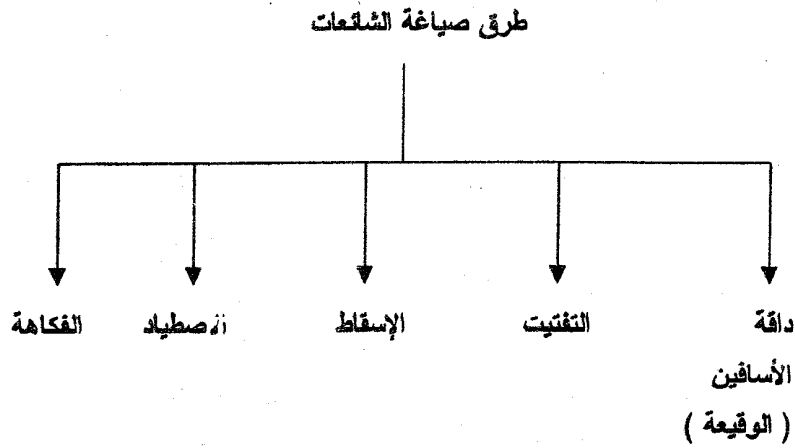 طرق صياغة الشائعات
داقة
الأسافين
( الوقيعة )
التفتيت
الإسقاط
الاصطياد
الفكاهة